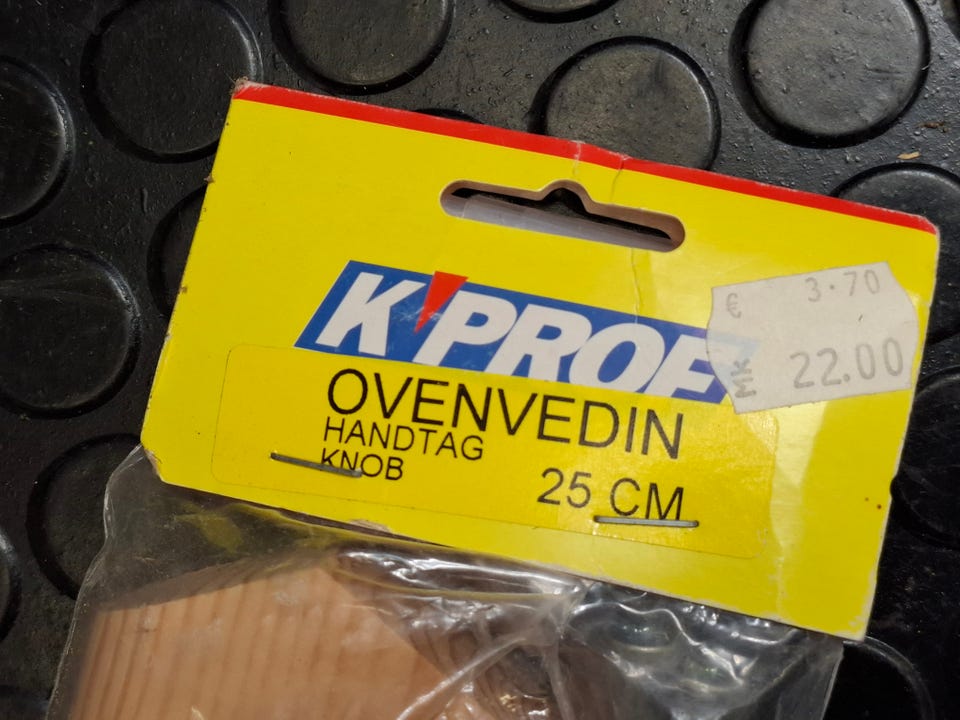 K'PROF
€ 3.70
MK 22.00
OVENVEDIN
HANDTAG
KNOB
25 CM